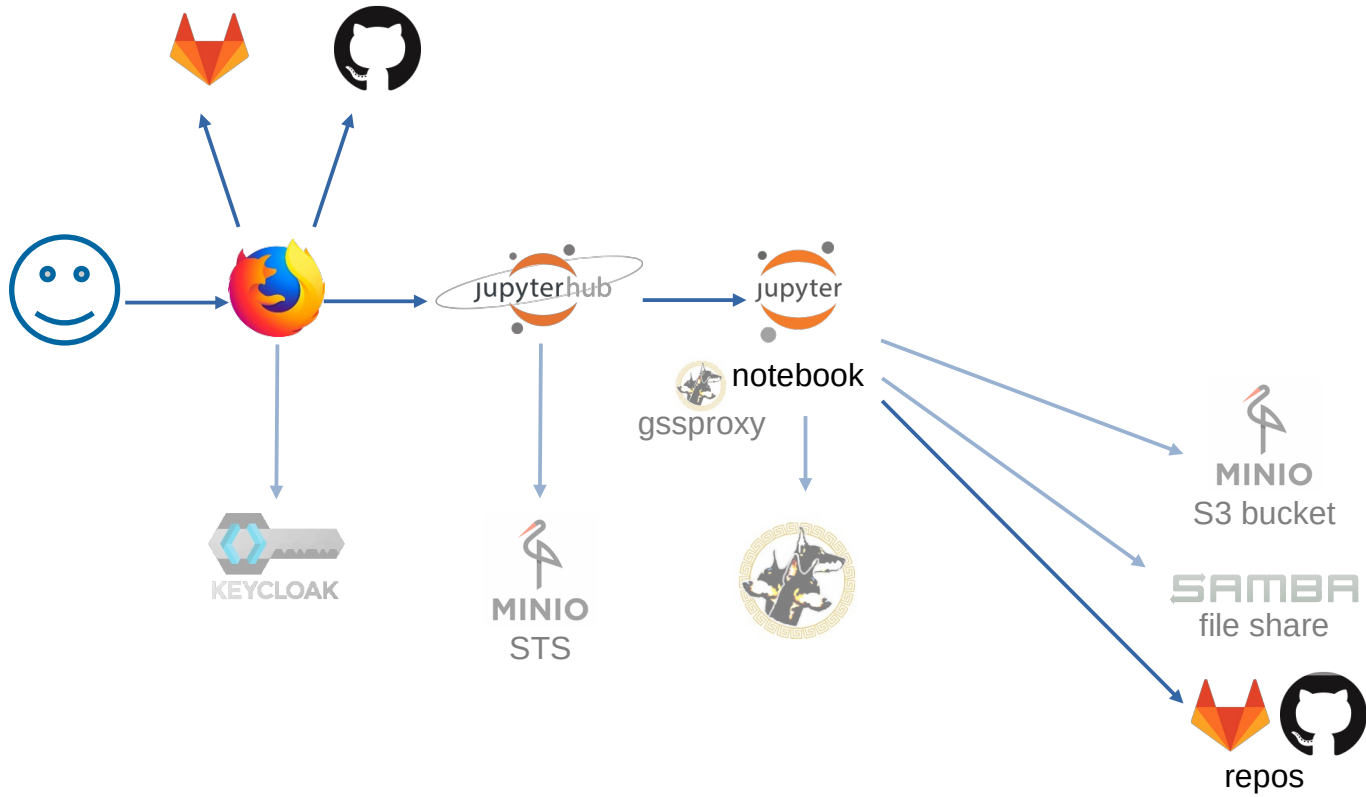 jupyterhub
jupyter
notebook
gssproxy
MINIO
S3 bucket
KEYCLOAK
MINIO
STS
SAMBA
file share
repos